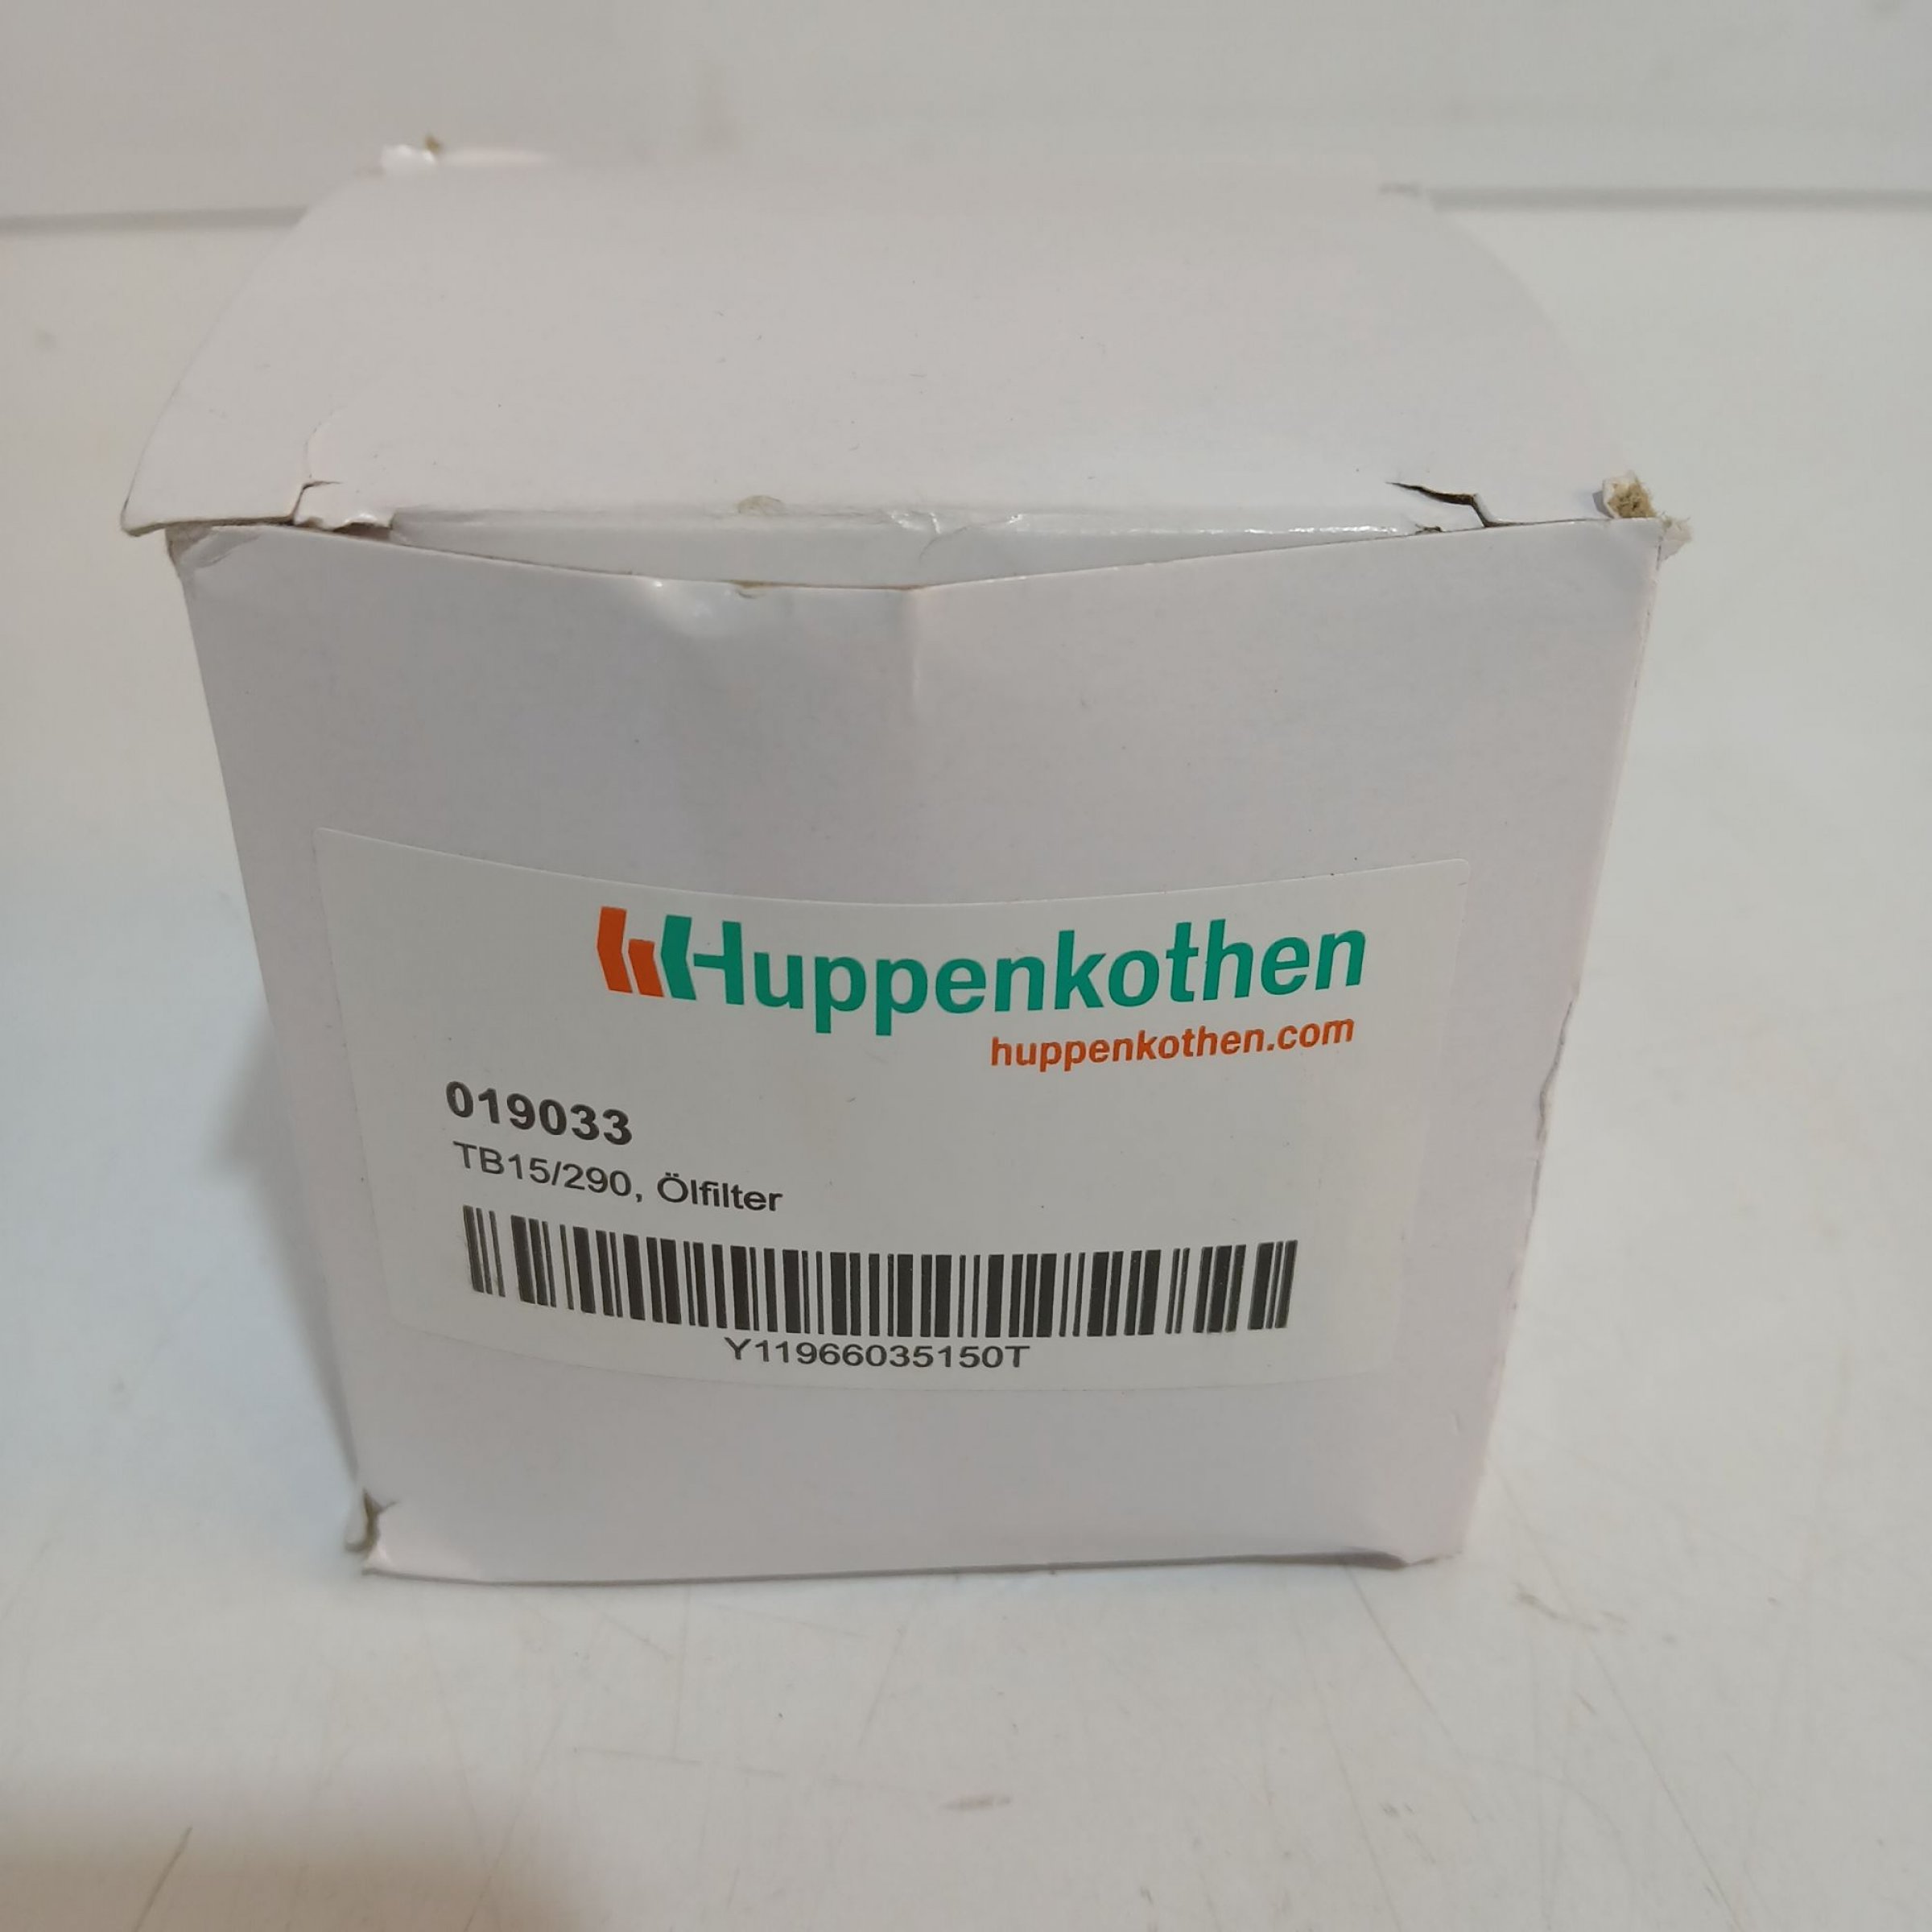 Huppenkothen
huppenkothen.com
019033
TB15/290, Ölfilter
Y11966035150T